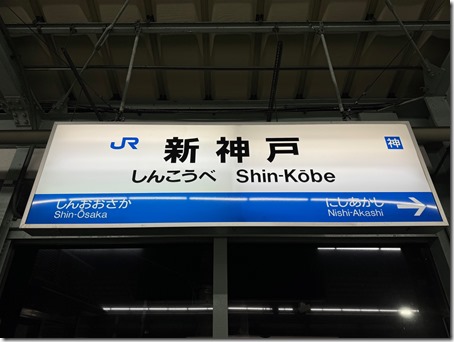 JR 新神戸 神
しんこうべ Shin-Kōbe
しんおおさか にしあかし
Shin-Ōsaka Nishi-Akashi